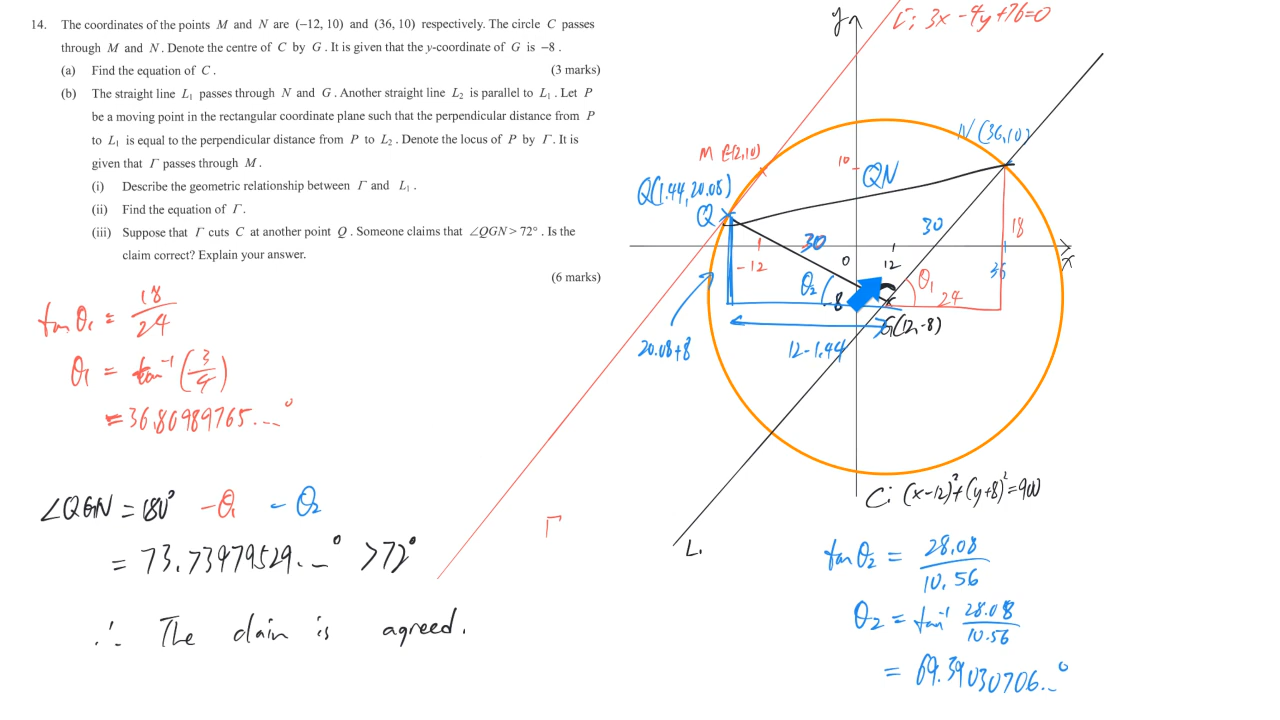 14. The coordinates of the points M and N are (−12, 10) and (36, 10) respectively. The circle C passes
through M and N. Denote the centre of C by G. It is given that the y-coordinate of G is −8.
(a) Find the equation of C. (3 marks)
(b) The straight line L₁ passes through N and G. Another straight line L₂ is parallel to L₁. Let P
be a moving point in the rectangular coordinate plane such that the perpendicular distance from P
to L₁ is equal to the perpendicular distance from P to L₂. Denote the locus of P by Γ. It is
given that Γ passes through M.
(i) Describe the geometric relationship between Γ and L₁.
(ii) Find the equation of Γ.
(iii) Suppose that Γ cuts C at another point Q. Someone claims that ∠QGN > 72°. Is the
claim correct? Explain your answer.
(6 marks)
tan θ₁ = 18/24
θ₁ = tan⁻¹(3/4)
= 36.86989765...°
∠QGN = 180° − θ₁ − θ₂
= 73.73979529...° > 72°
∴ The claim is agreed.
y
Γ: 3x − 4y + 76 = 0
N (36,10)
M (−12,10)
10
QN
Q(1.44, 20.08)
Q
30
30
18
x
−12
0
12
36
θ₂
−8
θ₁
24
G(12,−8)
20.08+8
12−1.44
C: (x−12)²+(y+8)²=900
Γ
L₁
tan θ₂ = 28.08/10.56
θ₂ = tan⁻¹ 28.08/10.56
= 69.39030706...°